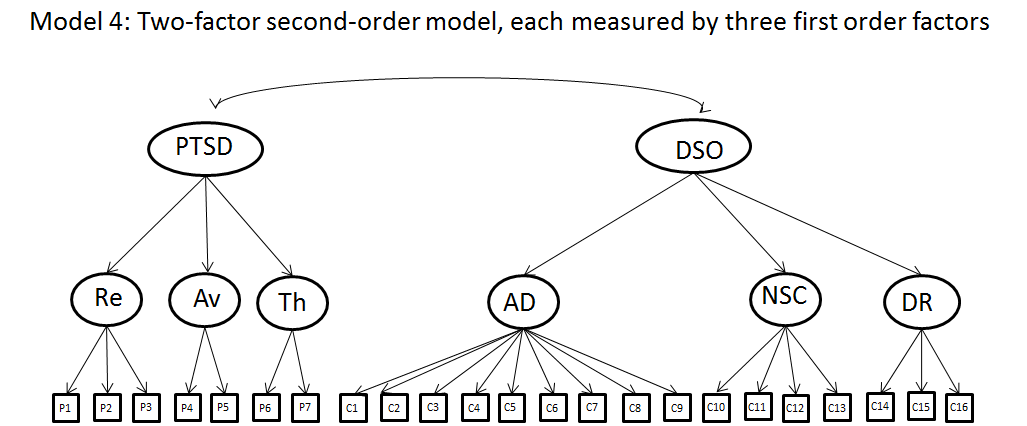 Model 4: Two-factor second-order model, each measured by three first order factors
PTSD DSO
Re Av Th AD NSC DR
P1 P2 P3 P4 P5 P6 P7 C1 C2 C3 C4 C5 C6 C7 C8 C9 C10 C11 C12 C13 C14 C15 C16